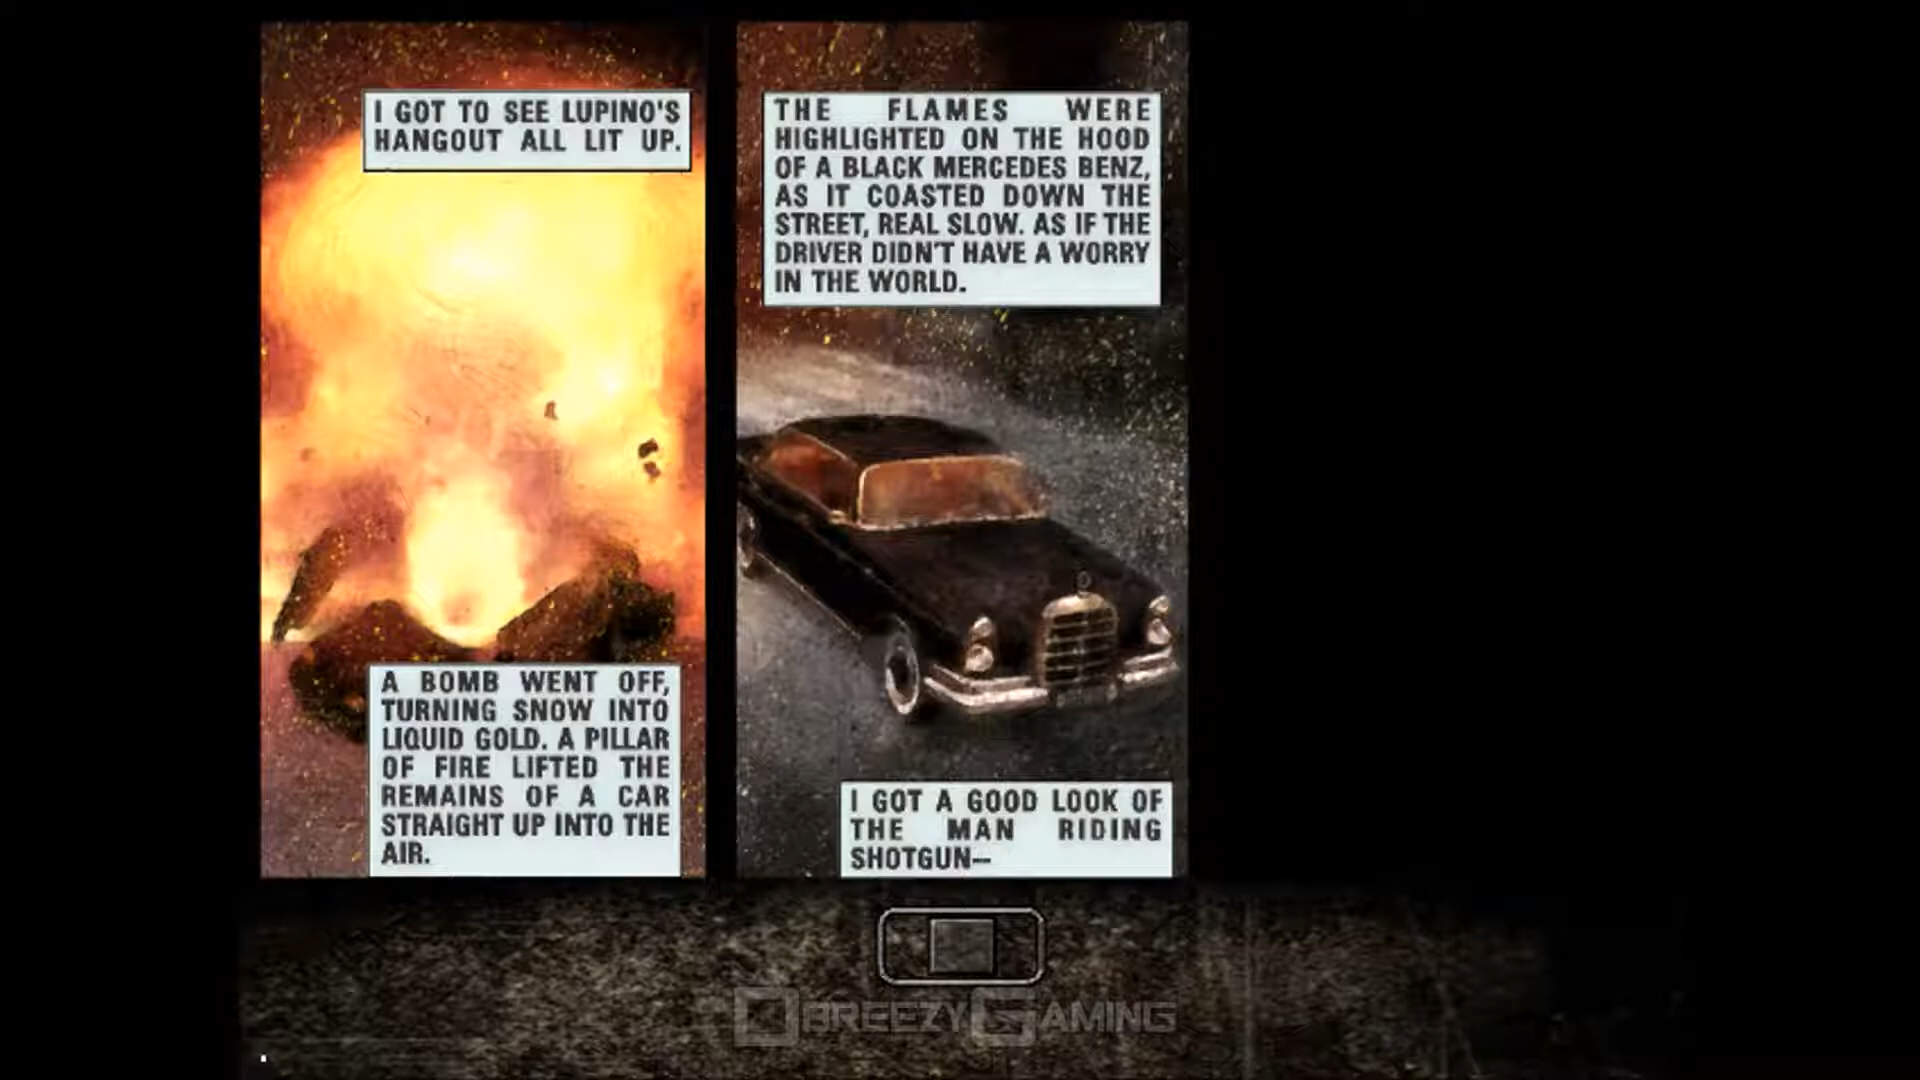 I GOT TO SEE LUPINO'S
HANGOUT ALL LIT UP.
A BOMB WENT OFF,
TURNING SNOW INTO
LIQUID GOLD. A PILLAR
OF FIRE LIFTED THE
REMAINS OF A CAR
STRAIGHT UP INTO THE
AIR.
THE FLAMES WERE
HIGHLIGHTED ON THE HOOD
OF A BLACK MERCEDES BENZ,
AS IT COASTED DOWN THE
STREET, REAL SLOW. AS IF THE
DRIVER DIDN'T HAVE A WORRY
IN THE WORLD.
I GOT A GOOD LOOK OF
THE MAN RIDING
SHOTGUN--
BREEZYGAMING